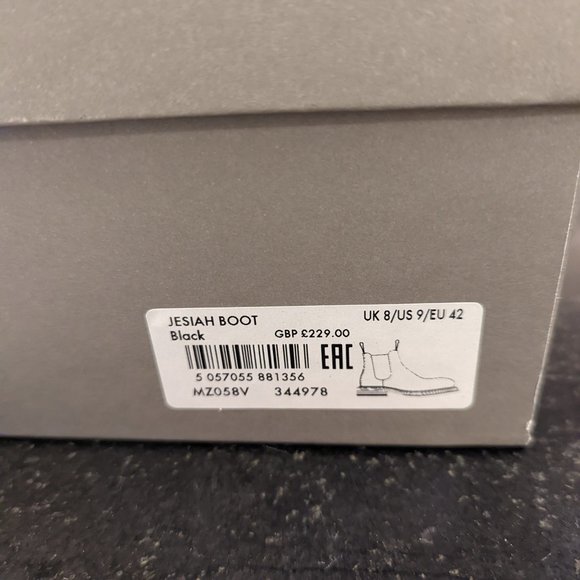 JESIAH BOOT
UK 8/US 9/EU 42
Black
GBP £229.00
EAC
5 057055 881356
MZ058V 344978